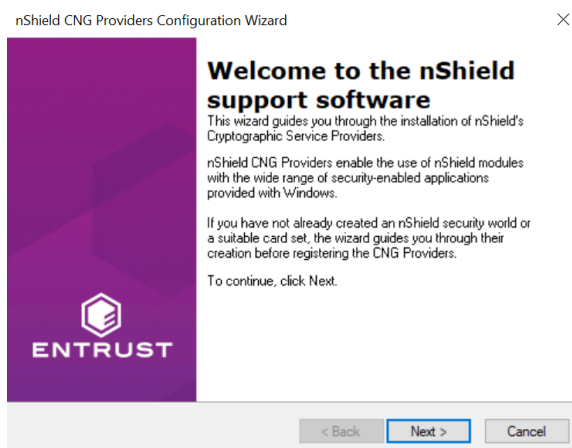 nShield CNG Providers Configuration Wizard
Welcome to the nShield
support software
This wizard guides you through the installation of nShield's
Cryptographic Service Providers.
nShield CNG Providers enable the use of nShield modules
with the wide range of security-enabled applications
provided with Windows.
If you have not already created an nShield security world or
a suitable card set, the wizard guides you through their
creation before registering the CNG Providers.
To continue, click Next.
ENTRUST
< Back Next > Cancel